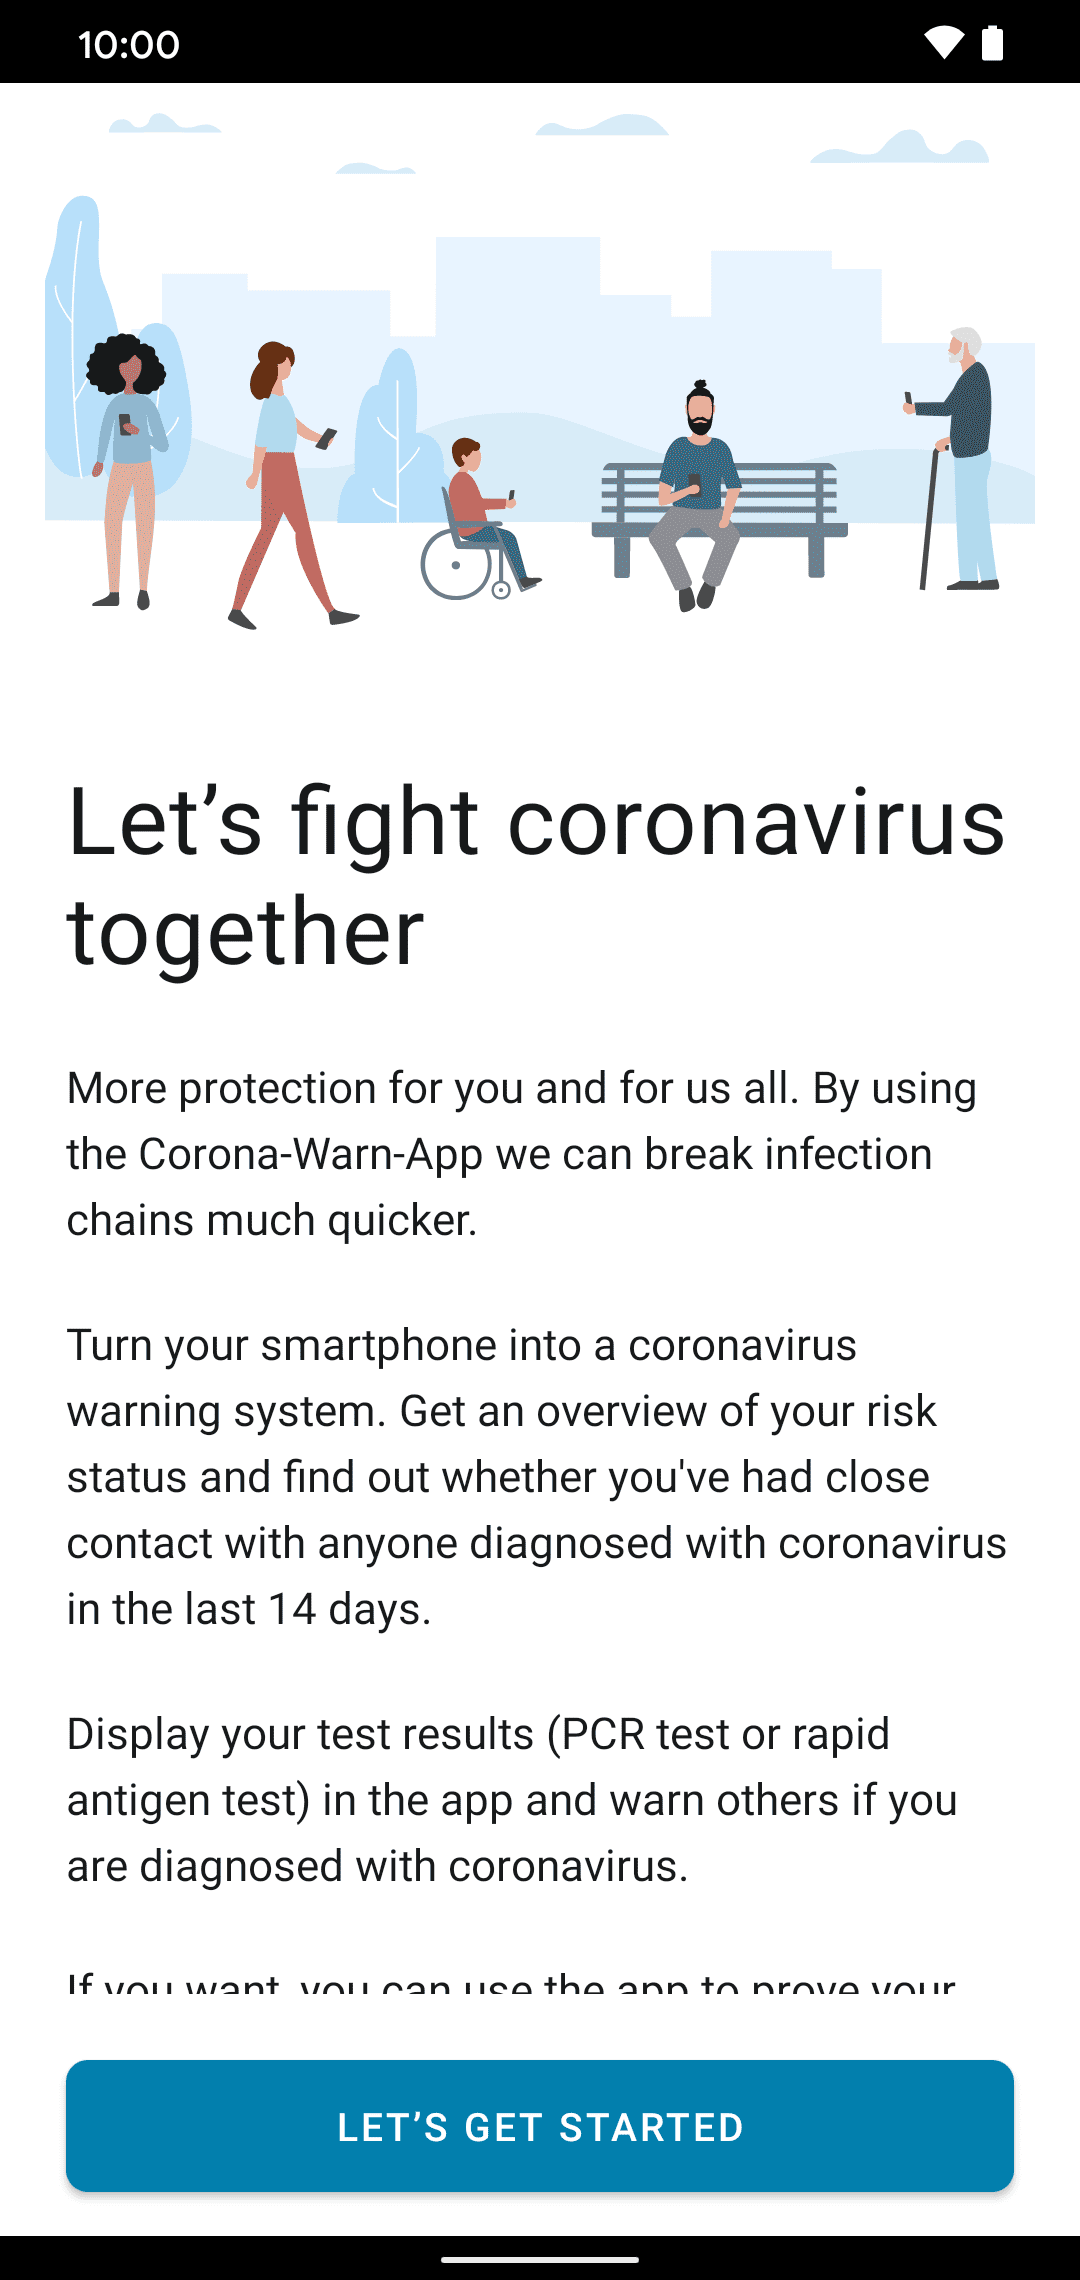 10:00
Let’s fight coronavirus
together
More protection for you and for us all. By using
the Corona-Warn-App we can break infection
chains much quicker.
Turn your smartphone into a coronavirus
warning system. Get an overview of your risk
status and find out whether you've had close
contact with anyone diagnosed with coronavirus
in the last 14 days.
Display your test results (PCR test or rapid
antigen test) in the app and warn others if you
are diagnosed with coronavirus.
If you want, you can use the app to prove your
LET’S GET STARTED